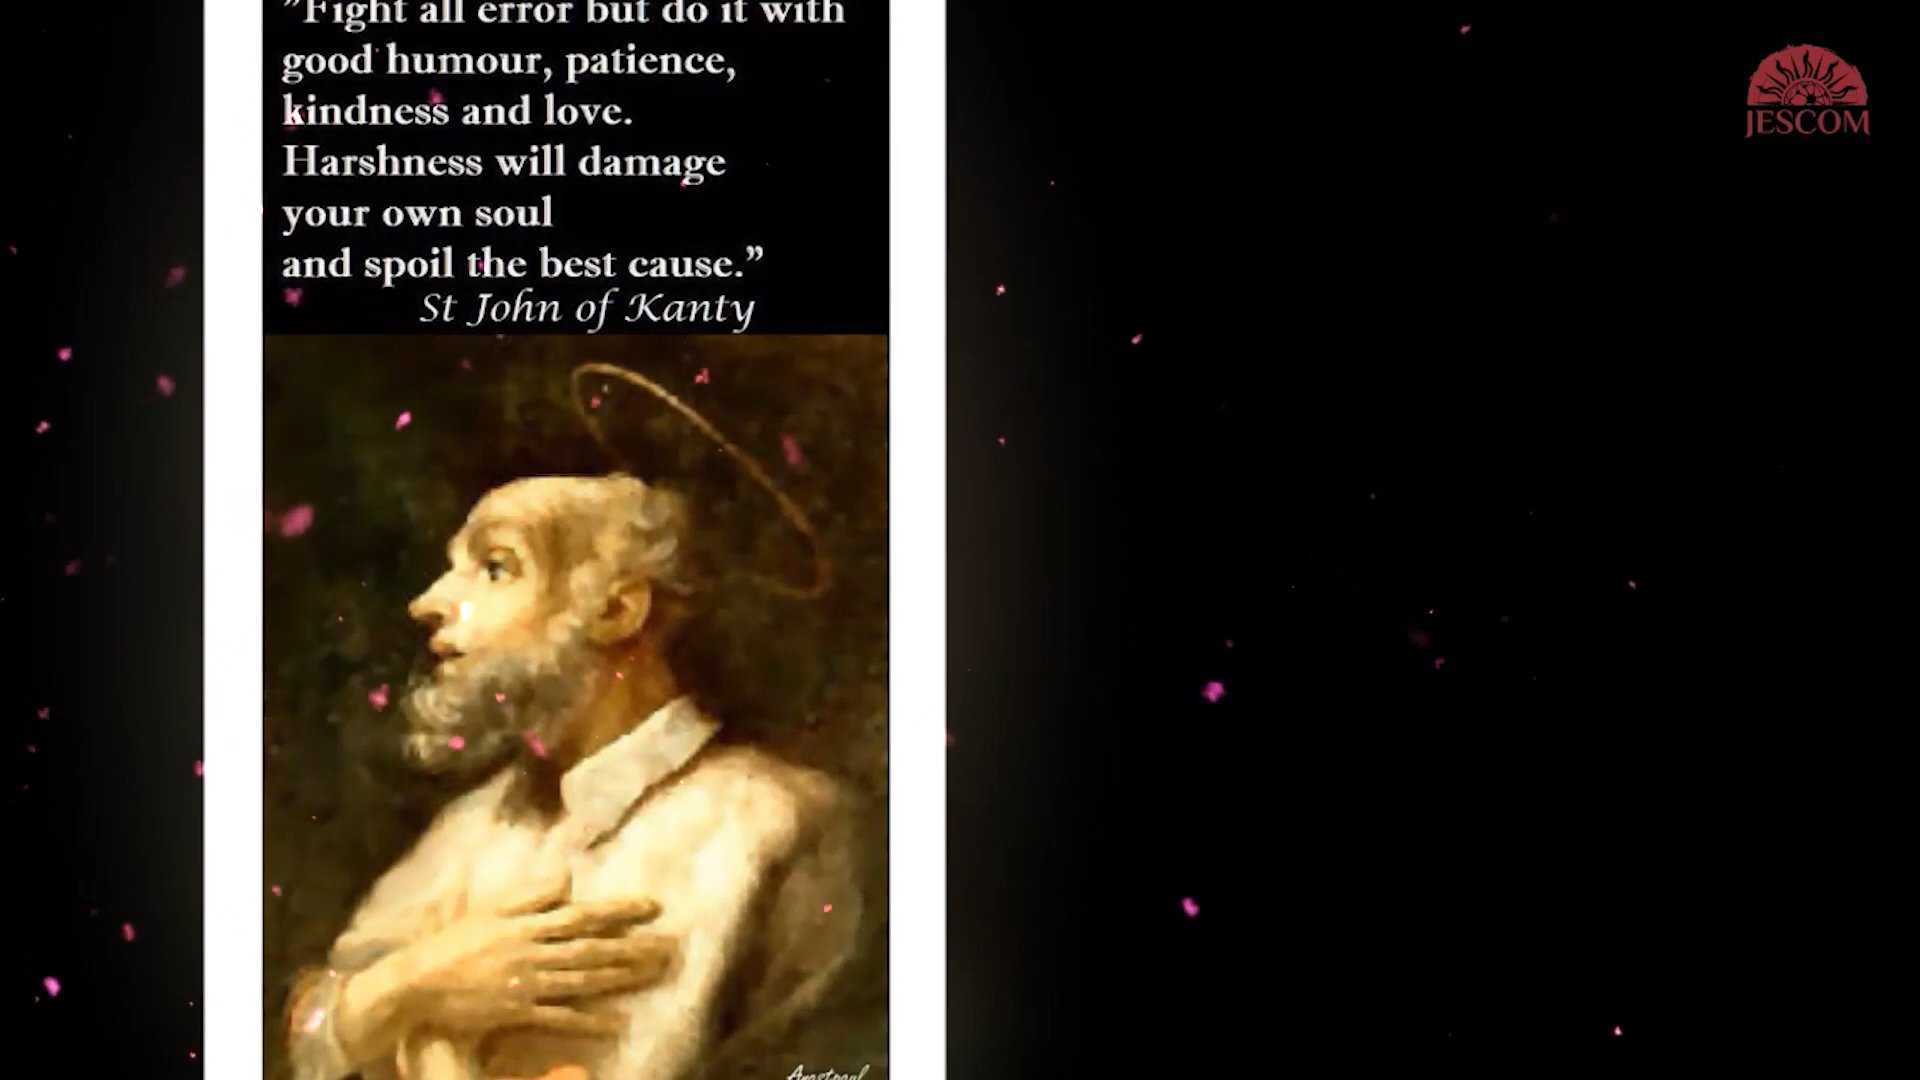 "Fight all error but do it with
good humour, patience,
kindness and love.
Harshness will damage
your own soul
and spoil the best cause.”
St John of Kanty
JESCOM
Anastpaul